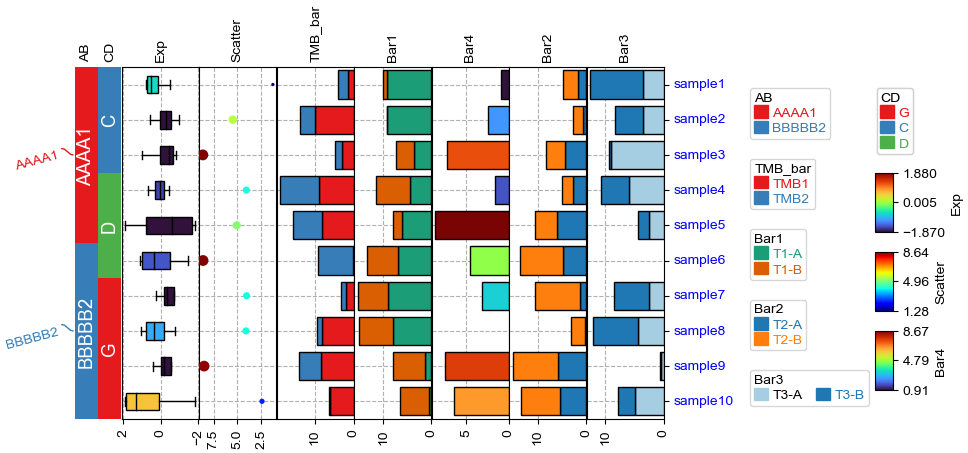 AB
CD
Exp
Scatter
TMB_bar
Bar1
Bar4
Bar2
Bar3
AAAA1
BBBBB2
AAAA1
BBBBB2
C
D
G
sample1
sample2
sample3
sample4
sample5
sample6
sample7
sample8
sample9
sample10
2 0 −2
7.5 5.0 2.5
10 0
10 0
5 0
10 0
10 0
AB
AAAA1
BBBBB2
TMB_bar
TMB1
TMB2
Bar1
T1-A
T1-B
Bar2
T2-A
T2-B
Bar3
T3-A T3-B
CD
G
C
D
1.880
0.005
−1.870
Exp
8.64
4.96
1.28
Scatter
8.67
4.79
0.91
Bar4